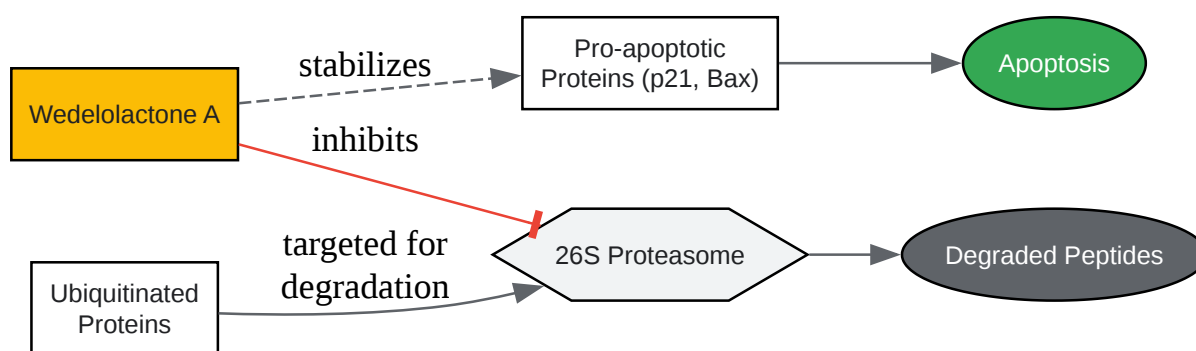 Wedelolactone A
stabilizes
Pro-apoptotic
Proteins (p21, Bax)
Apoptosis
inhibits
Ubiquitinated
Proteins
targeted for
degradation
26S Proteasome
Degraded Peptides